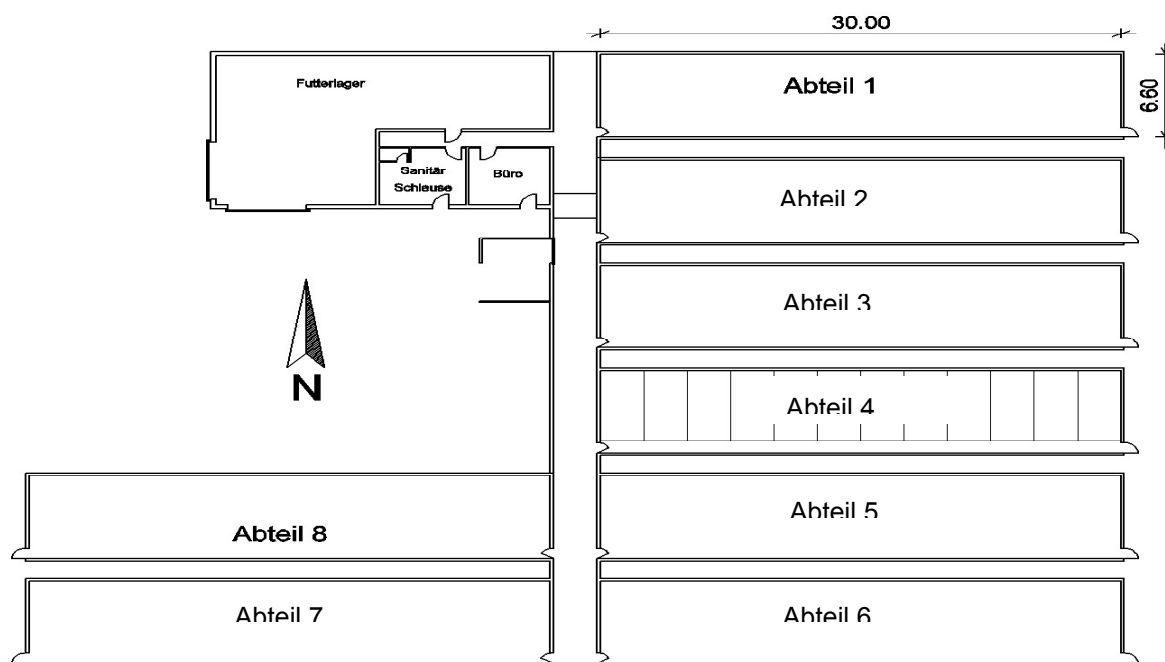 30.00
Futterlager
Abteil 1
6.60
Sanitär
Schleuse
Büro
Abteil 2
Abteil 3
N
Abteil 4
Abteil 5
Abteil 8
Abteil 7
Abteil 6